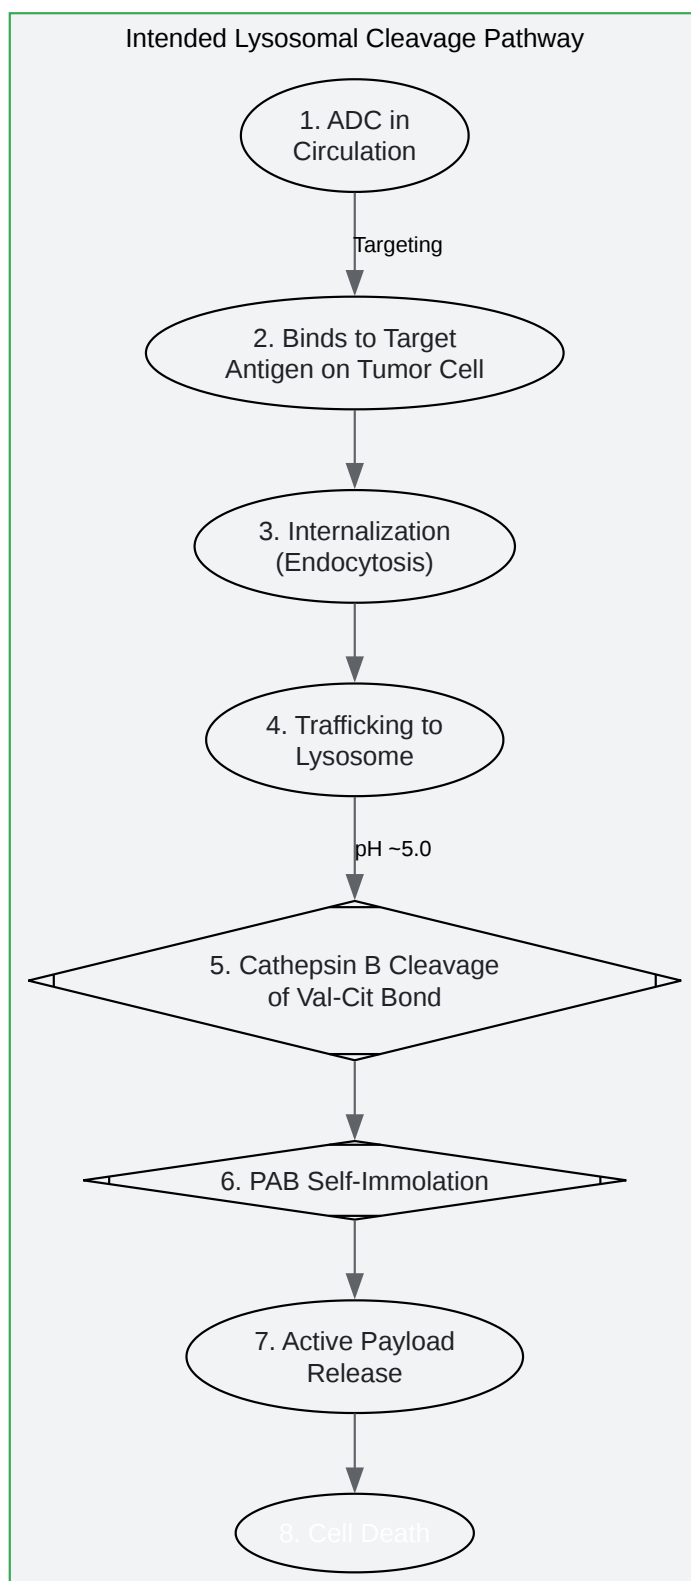 Intended Lysosomal Cleavage Pathway
1. ADC in
Circulation
Targeting
2. Binds to Target
Antigen on Tumor Cell
3. Internalization
(Endocytosis)
4. Trafficking to
Lysosome
pH ~5.0
5. Cathepsin B Cleavage
of Val-Cit Bond
6. PAB Self-Immolation
7. Active Payload
Release
8. Cell Death